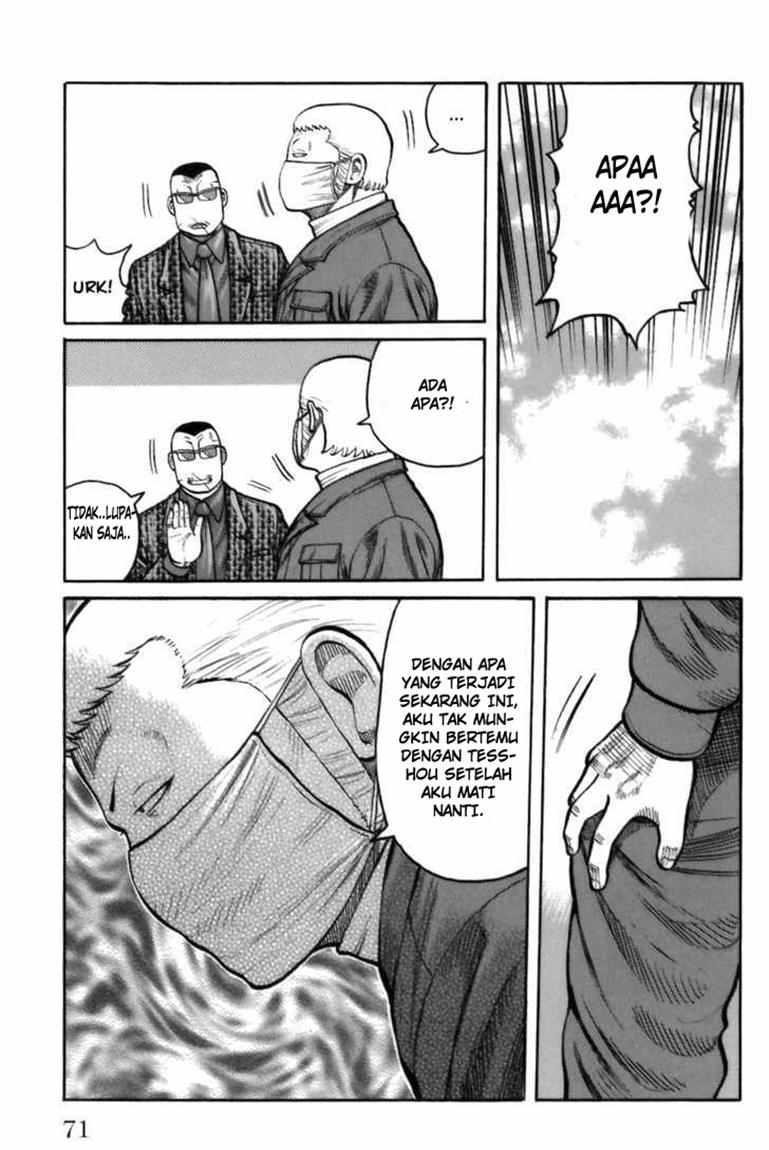 APAA
AAA?!
...
URK!
ADA
APA?!
TIDAK..LUPA-
KAN SAJA..
DENGAN APA
YANG TERJADI
SEKARANG INI,
AKU TAK MUN-
GKIN BERTEMU
DENGAN TESS-
HOU SETELAH
AKU MATI
NANTI.
71